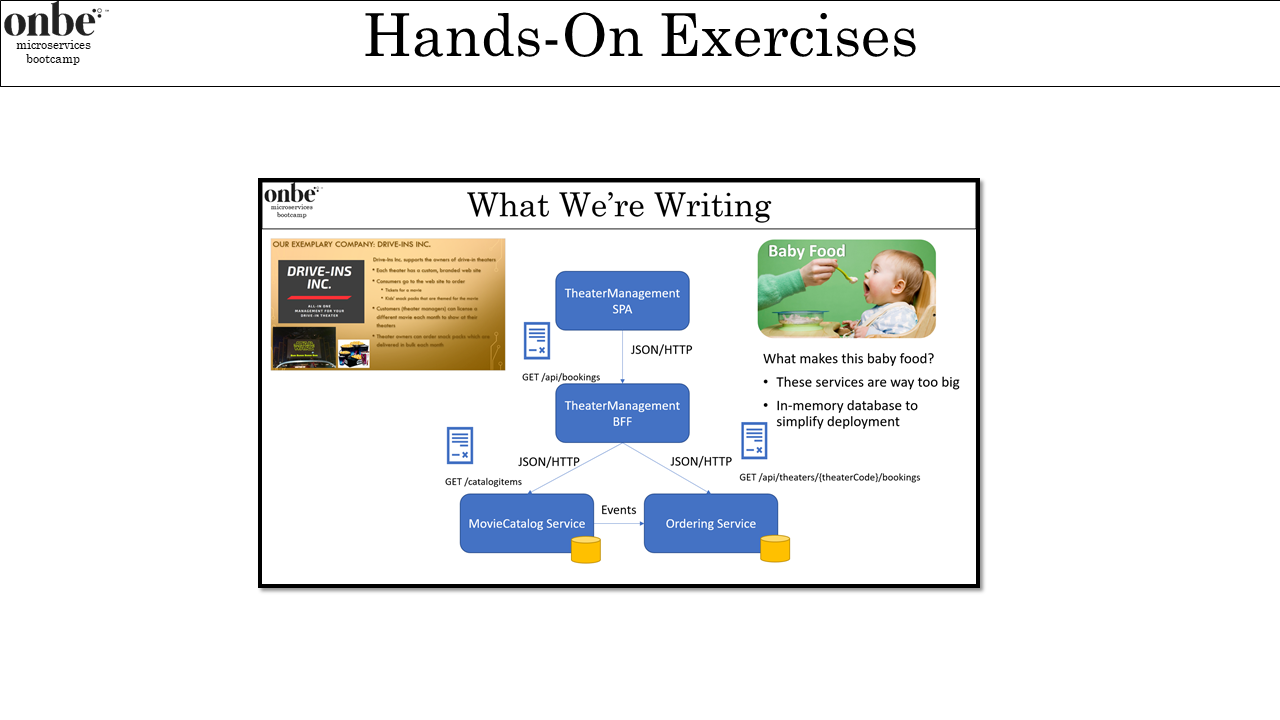 onbe
microservices
bootcamp
Hands-On Exercises
onbe
microservices
bootcamp
What We’re Writing
OUR EXEMPLARY COMPANY: DRIVE-INS INC.
DRIVE-INS
INC.
ALL-IN-ONE
MANAGEMENT FOR YOUR
DRIVE-IN THEATER
Drive-Ins Inc. supports the owners of drive-in theaters
• Each theater has a custom, branded web site
• Consumers go to the web site to order
• Tickets for a movie
• Kids' snack packs that are themed for the movie
• Customers (theater managers) can license a
different movie each month to show at their
theaters
• Theater owners can order snack packs which are
delivered in bulk each month
TheaterManagement
SPA
JSON/HTTP
GET /api/bookings
TheaterManagement
BFF
JSON/HTTP
JSON/HTTP
GET /catalogitems
GET /api/theaters/{theaterCode}/bookings
MovieCatalog Service
Events
Ordering Service
Baby Food
What makes this baby food?
• These services are way too big
• In-memory database to
simplify deployment